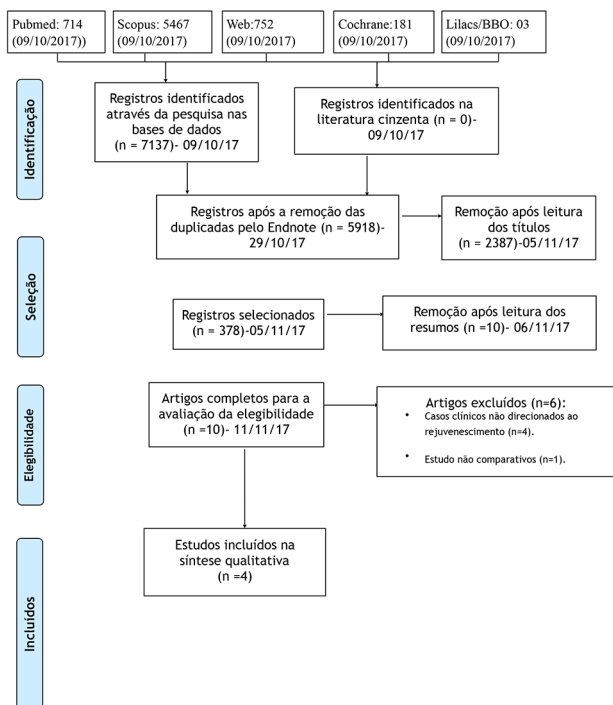 Pubmed: 714
(09/10/2017))
Scopus: 5467
(09/10/2017)
Web:752
(09/10/2017)
Cochrane:181
(09/10/2017)
Lilacs/BBO: 03
(09/10/2017)
Identificação
Registros identificados
através da pesquisa nas
bases de dados
(n = 7137)- 09/10/17
Registros identificados na
literatura cinzenta (n = 0)-
09/10/17
Registros após a remoção das
duplicadas pelo Endnote (n = 5918)-
29/10/17
Remoção após leitura
dos títulos
(n = 2387)-05/11/17
Seleção
Registros selecionados
(n = 378)-05/11/17
Remoção após leitura dos
resumos (n =10)- 06/11/17
Elegibilidade
Artigos completos para a
avaliação da elegibilidade
(n =10)- 11/11/17
Artigos excluídos (n=6):
• Casos clínicos não direcionados ao
rejuvenescimento (n=4).
• Estudo não comparativos (n=1).
Incluídos
Estudos incluídos na
síntese qualitativa
(n =4)